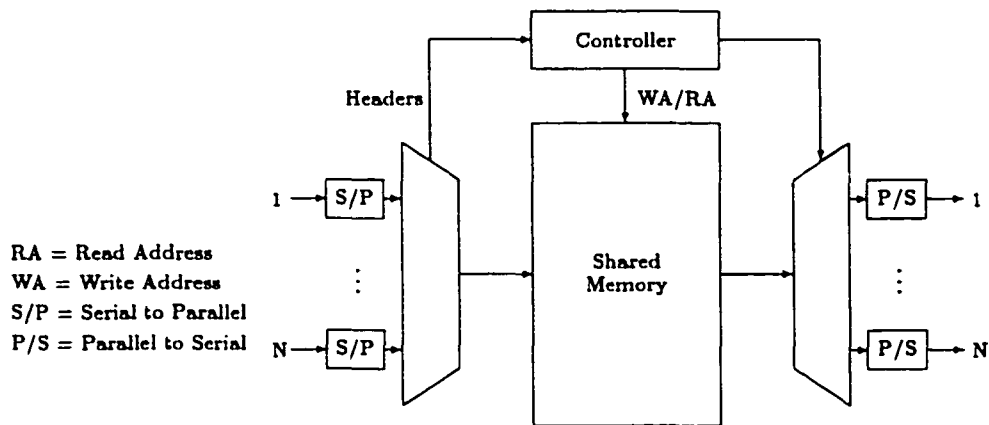 Controller
Headers
WA/RA
1
S/P
P/S
1
RA = Read Address
WA = Write Address
S/P = Serial to Parallel
P/S = Parallel to Serial
Shared
Memory
N
S/P
P/S
N